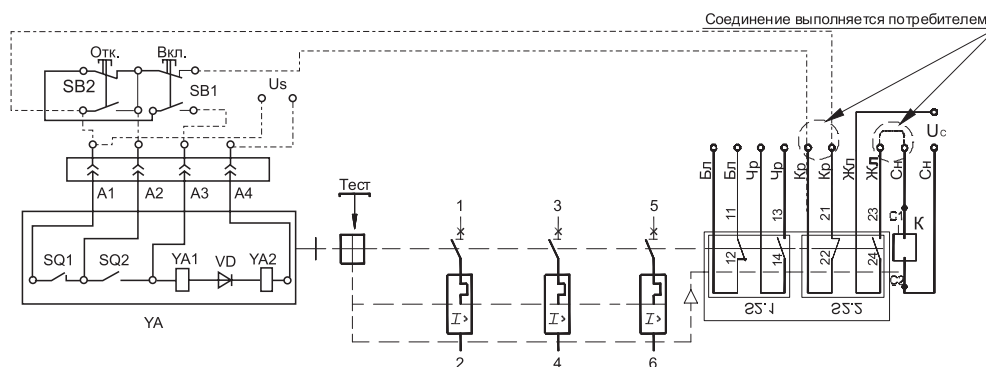 Соединение выполняется потребителем
Отк. Вкл.
SB2 SB1 Us
Uc
Бл Бл Чр Чр Кр Кр Жл Жл Сн Сн
A1 A2 A3 A4
Тест
1 3 5
11 13 21 23 C1 К
SQ1 SQ2 YA1 VD YA2
12 14 22 24 C2
I> I> I>
S2.1 S2.2
YA
2 4 6